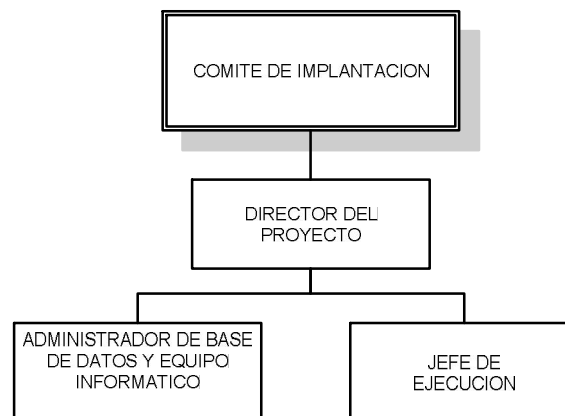 COMITE DE IMPLANTACION
DIRECTOR DEL
PROYECTO
ADMINISTRADOR DE BASE
DE DATOS Y EQUIPO
INFORMATICO
JEFE DE
EJECUCION